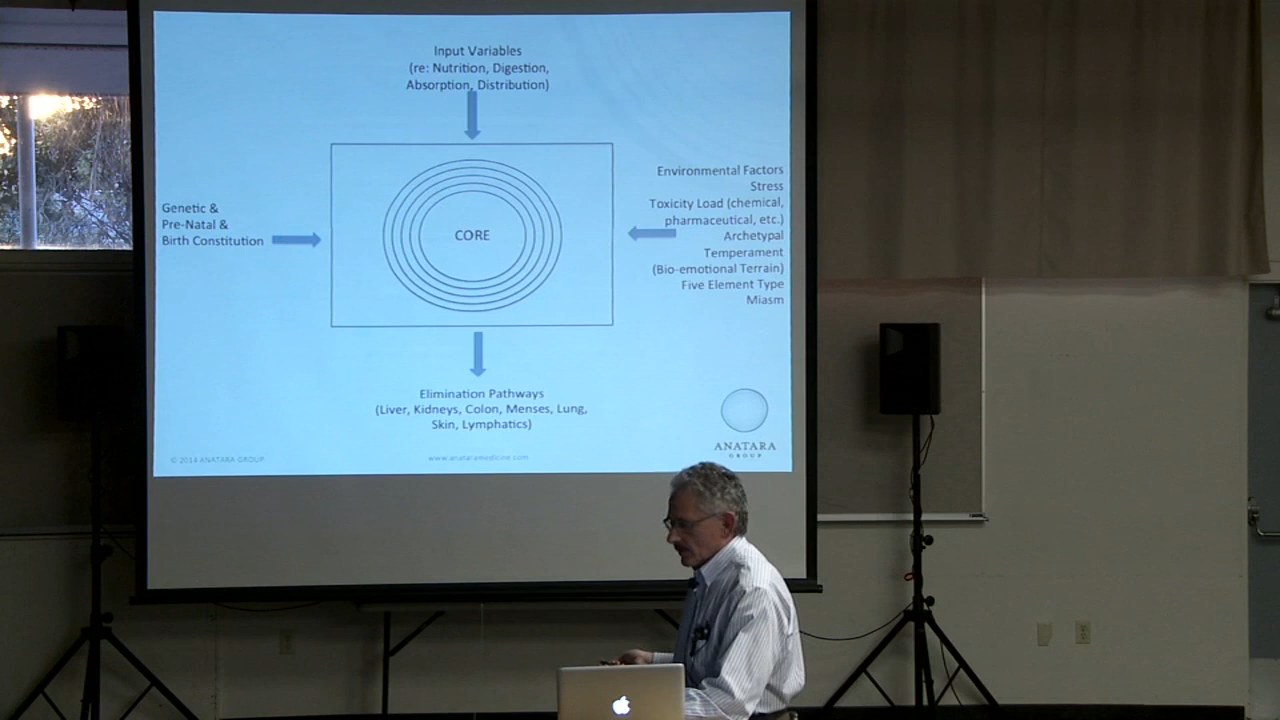 Input Variables
(re: Nutrition, Digestion,
Absorption, Distribution)
Genetic &
Pre-Natal &
Birth Constitution
CORE
Environmental Factors
Stress
Toxicity Load (chemical,
pharmaceutical, etc.)
Archetypal
Temperament
(Bio-emotional Terrain)
Five Element Type
Miasm
Elimination Pathways
(Liver, Kidneys, Colon, Menses, Lung,
Skin, Lymphatics)
© 2014 ANATARA GROUP
www.anataramedicine.com
ANATARA
GROUP